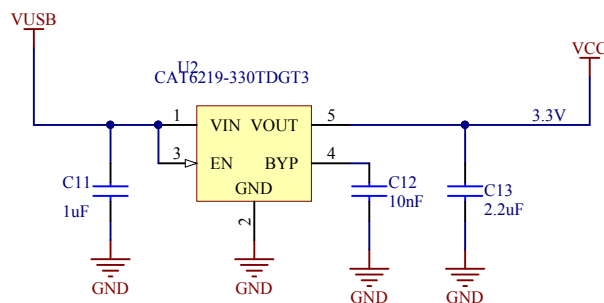 VUSB
VCC
U2
CAT6219-330TDGT3
1
VIN
VOUT
5
3.3V
3
EN
BYP
4
GND
2
C11
1uF
C12
10nF
C13
2.2uF
GND
GND
GND
GND